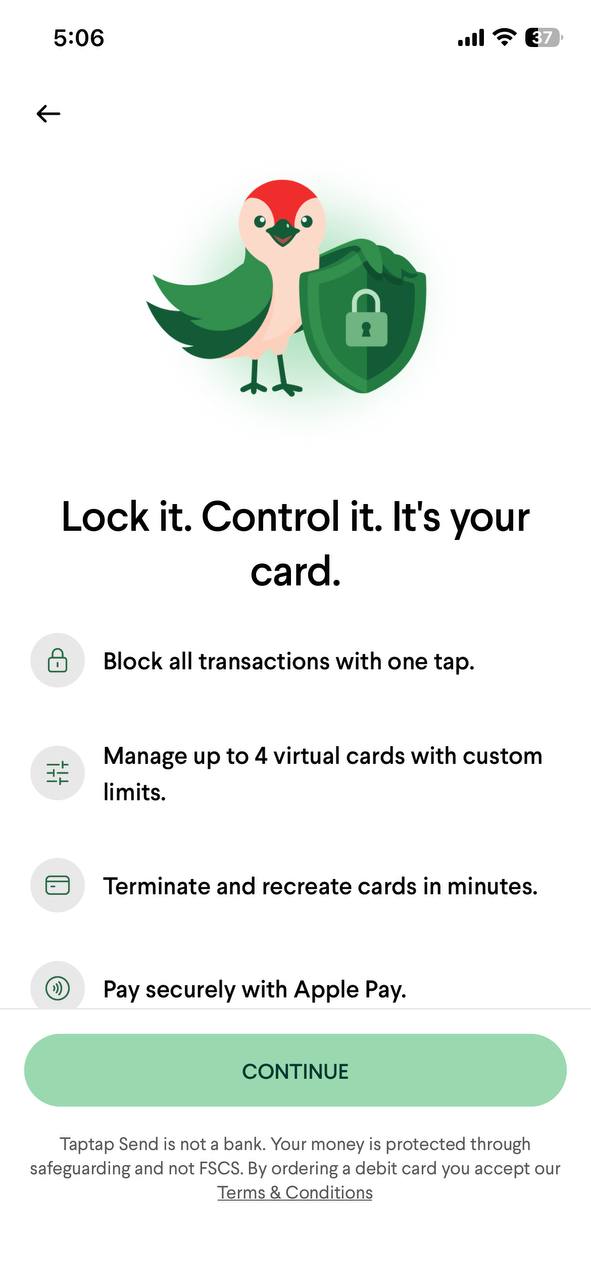 5:06
37
Lock it. Control it. It's your
card.
Block all transactions with one tap.
Manage up to 4 virtual cards with custom
limits.
Terminate and recreate cards in minutes.
Pay securely with Apple Pay.
CONTINUE
Taptap Send is not a bank. Your money is protected through
safeguarding and not FSCS. By ordering a debit card you accept our
Terms & Conditions